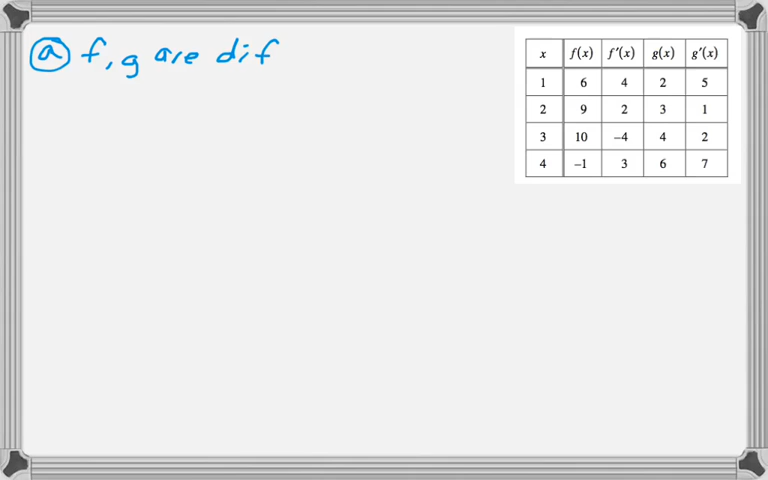 ⓐ f, g are dif
x f(x) f′(x) g(x) g′(x)
1 6 4 2 5
2 9 2 3 1
3 10 –4 4 2
4 –1 3 6 7